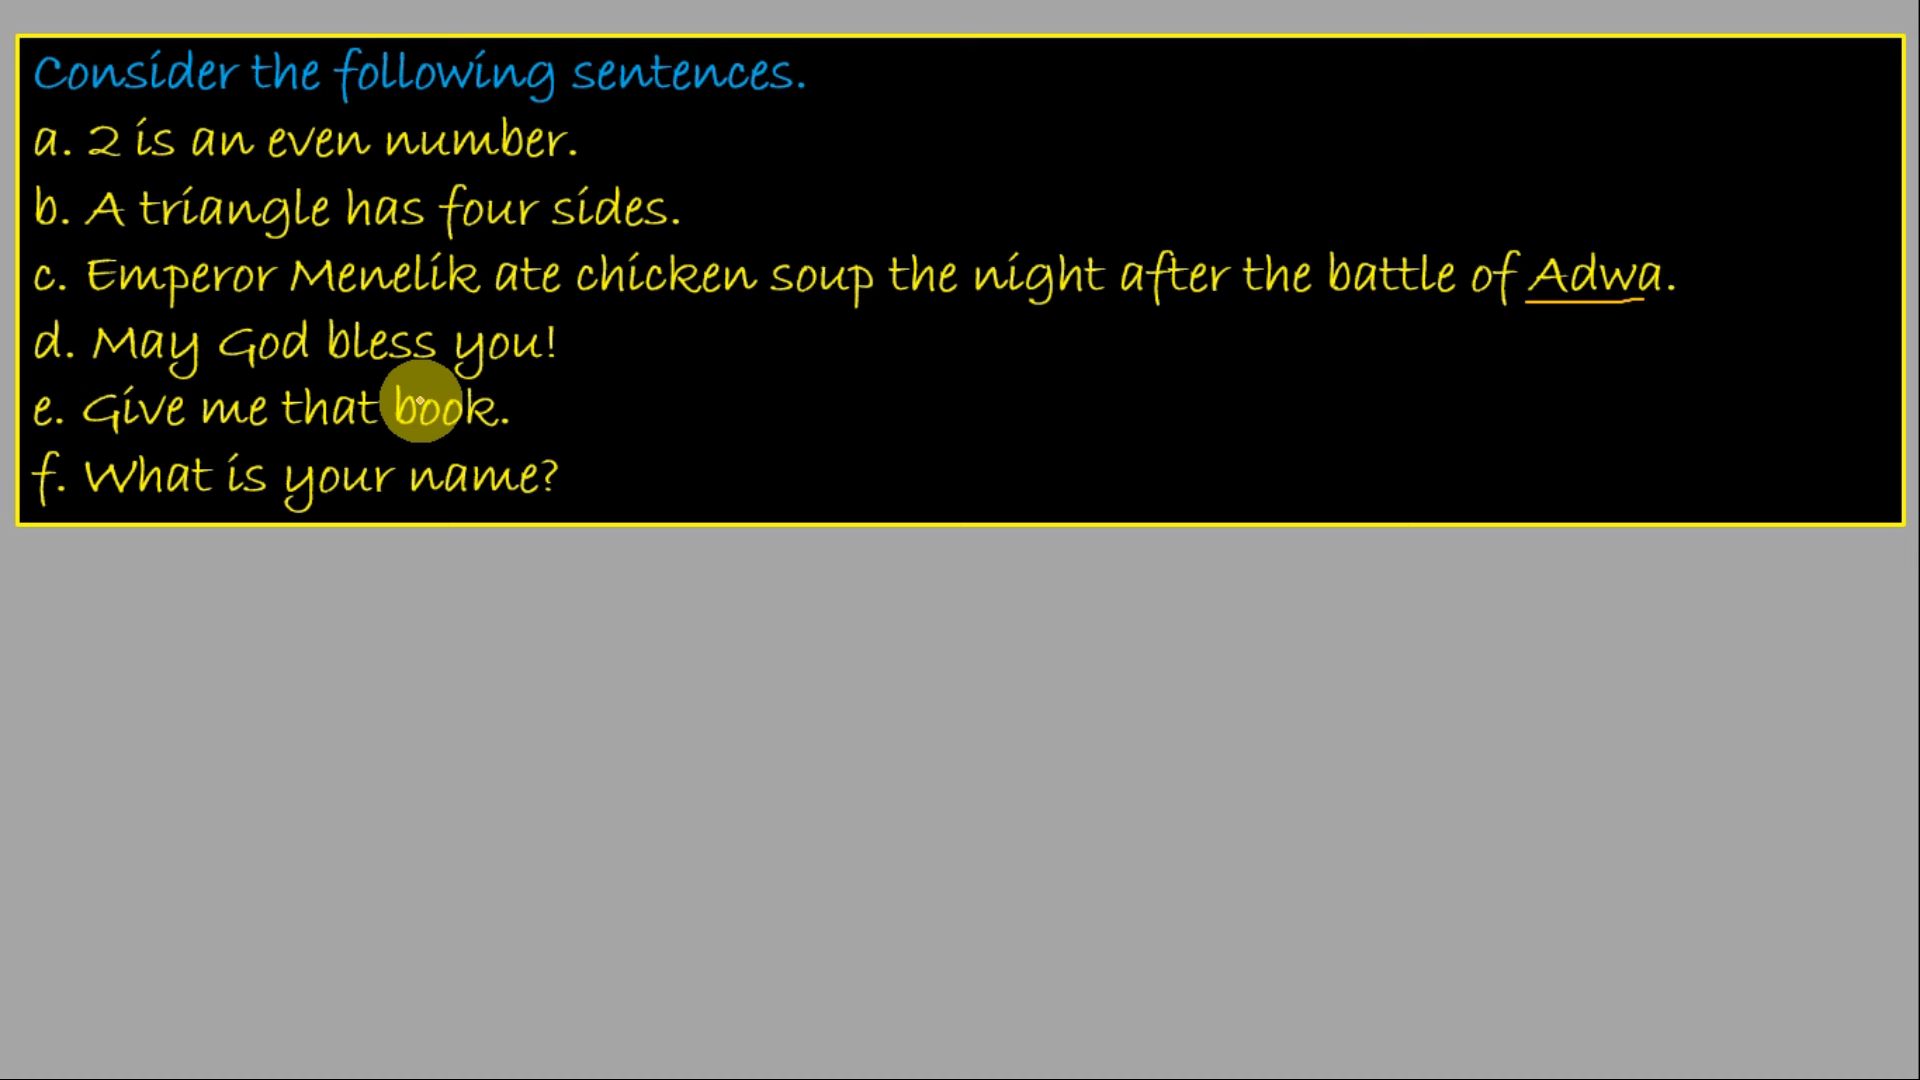 Consider the following sentences.
a. 2 is an even number.
b. A triangle has four sides.
c. Emperor Menelik ate chicken soup the night after the battle of Adwa.
d. May God bless you!
e. Give me that book.
f. What is your name?